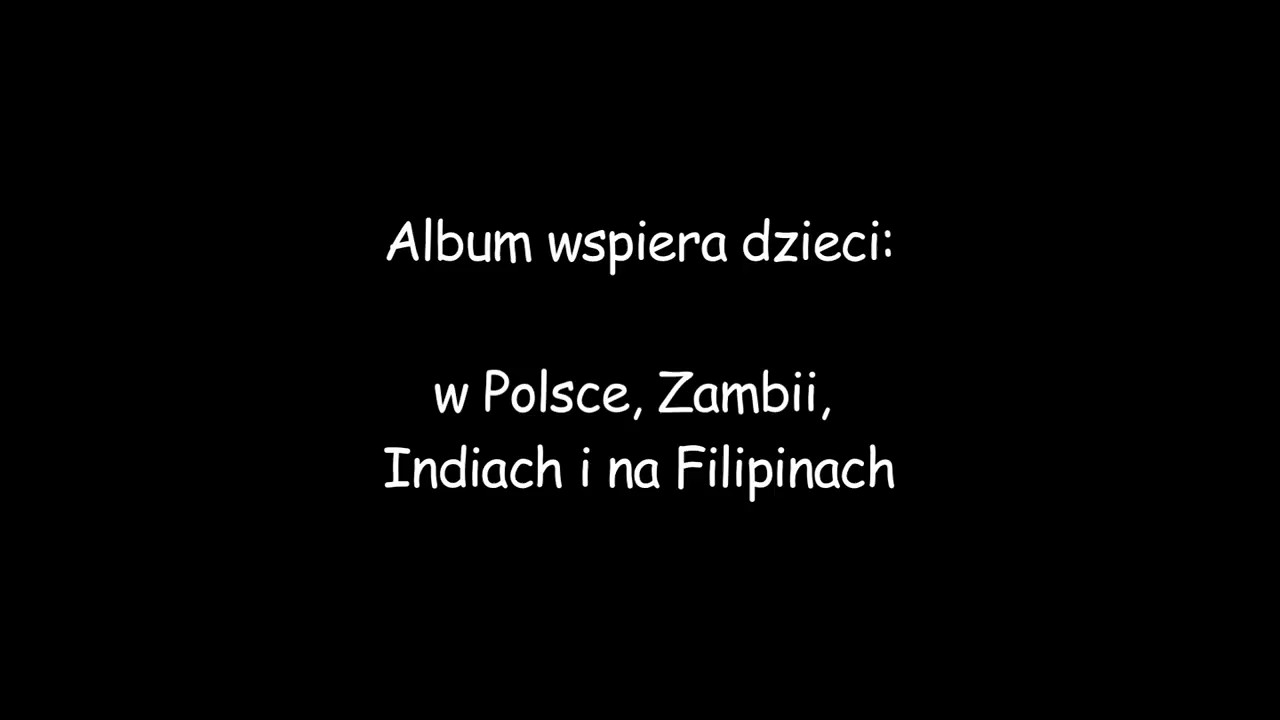 Album wspiera dzieci:
w Polsce, Zambii,
Indiach i na Filipinach